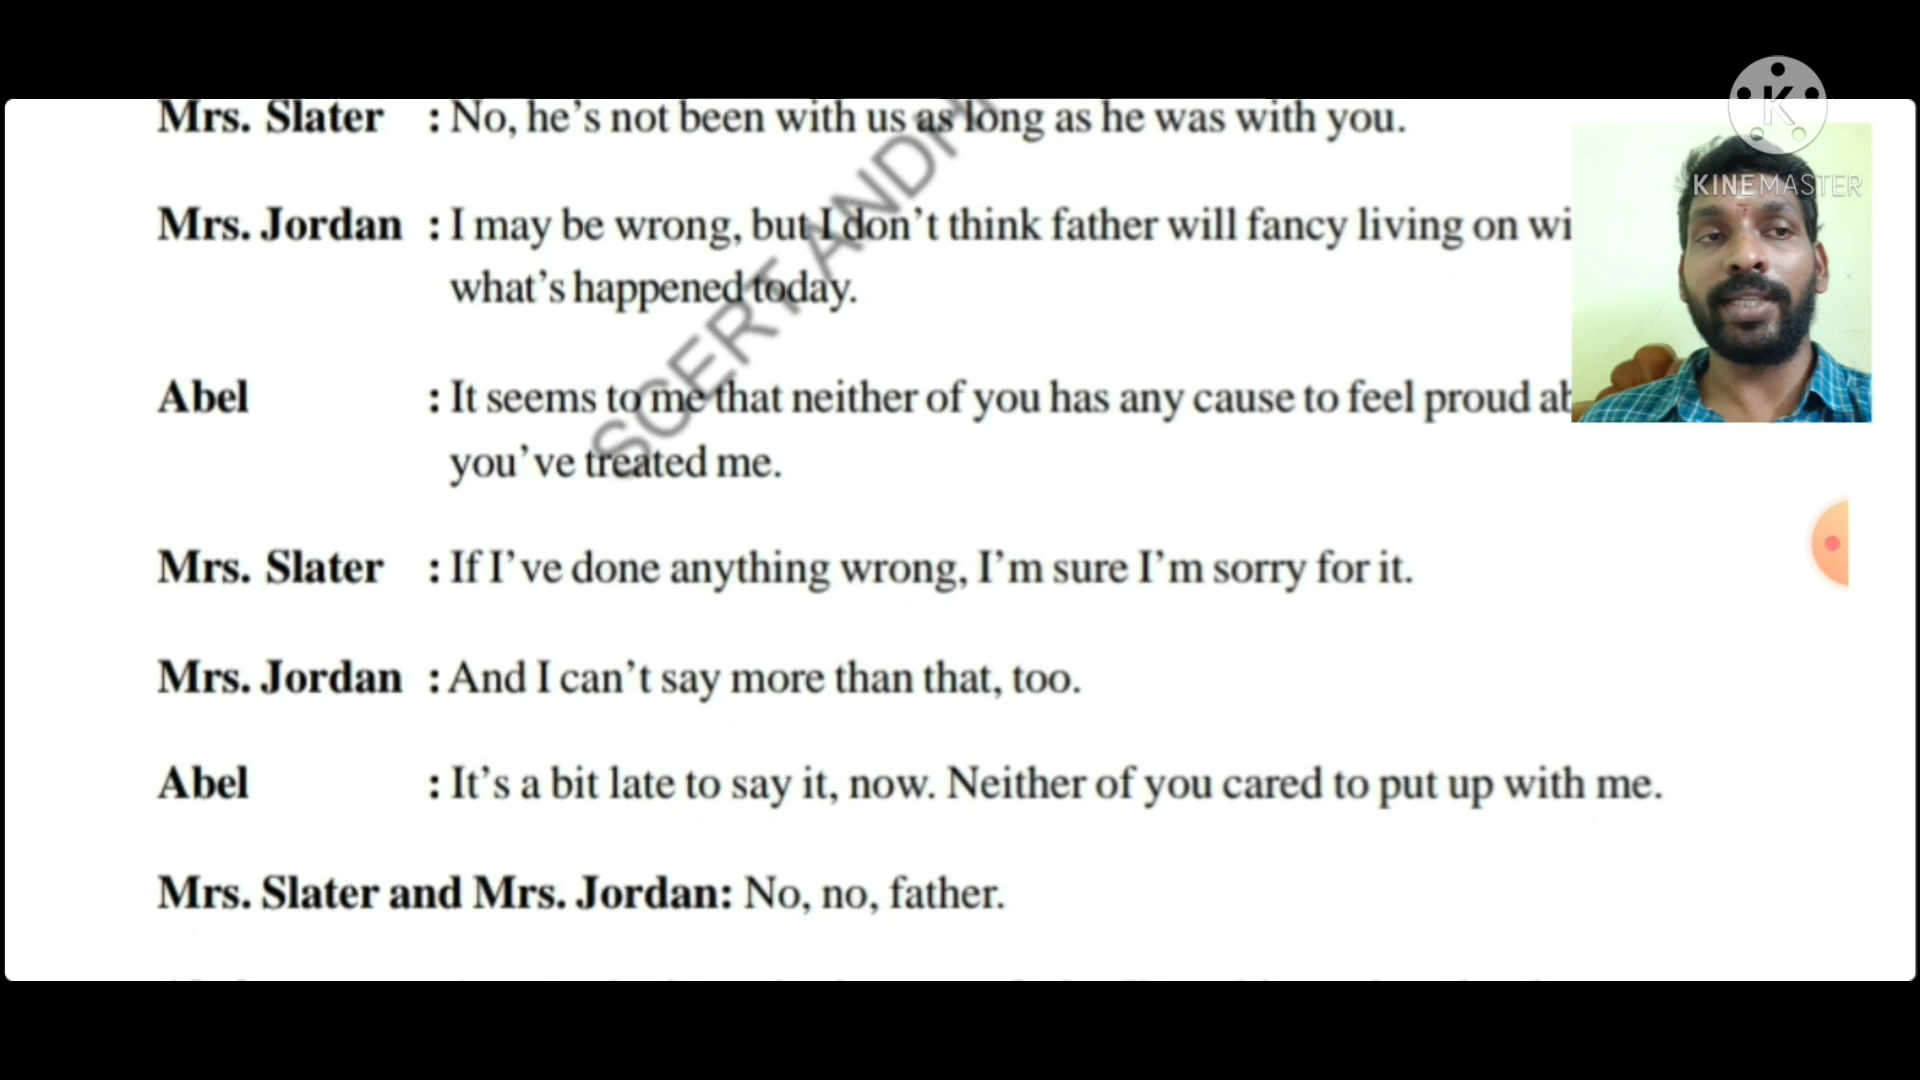 Mrs. Slater : No, he's not been with us as long as he was with you.
Mrs. Jordan : I may be wrong, but I don't think father will fancy living on
what's happened today.
Abel : It seems to me that neither of you has any cause to feel proud
you've treated me.
Mrs. Slater : If I've done anything wrong, I'm sure I'm sorry for it.
Mrs. Jordan : And I can't say more than that, too.
Abel : It's a bit late to say it, now. Neither of you cared to put up with me.
Mrs. Slater and Mrs. Jordan: No, no, father.
SCERT
K
KINEMASTER